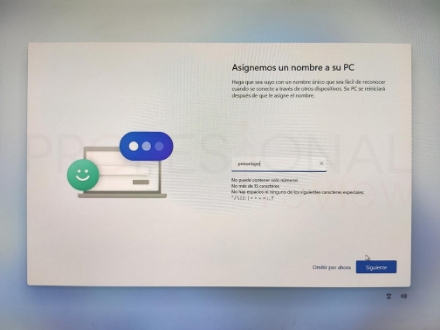 Asignemos un nombre a su PC
Haga que sea suyo con un nombre único que sea fácil de reconocer
cuando se conecte a través de otros dispositivos. Su PC se reiniciará
después de que le asigne el nombre.
PROFESIONAL
No puede contener solo números
No más de 15 caracteres
No hay espacios ni ninguno de los siguientes caracteres especiales:
Omitir por ahora
Siguiente